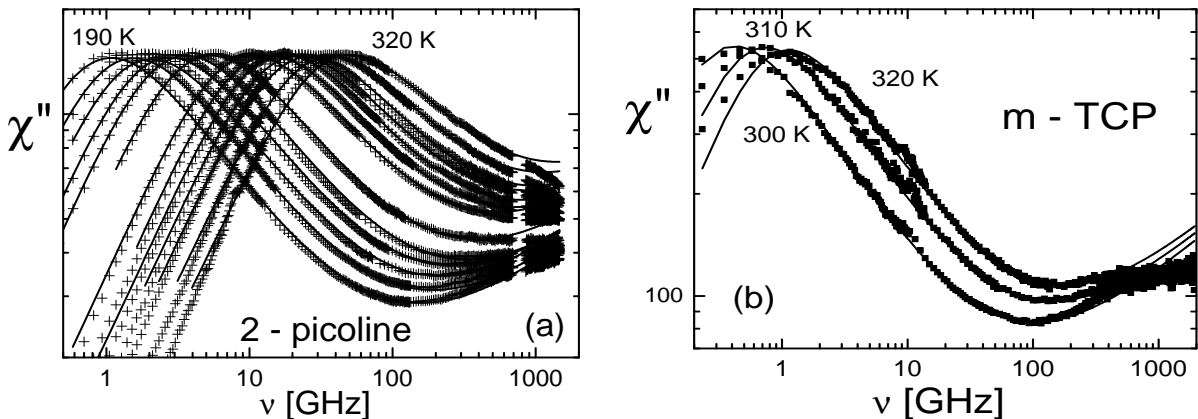 190 K
320 K
χ"
2 - picoline
(a)
1
10
100
1000
ν [GHz]
310 K
320 K
300 K
χ"
m - TCP
100
(b)
1
10
100
1000
ν [GHz]